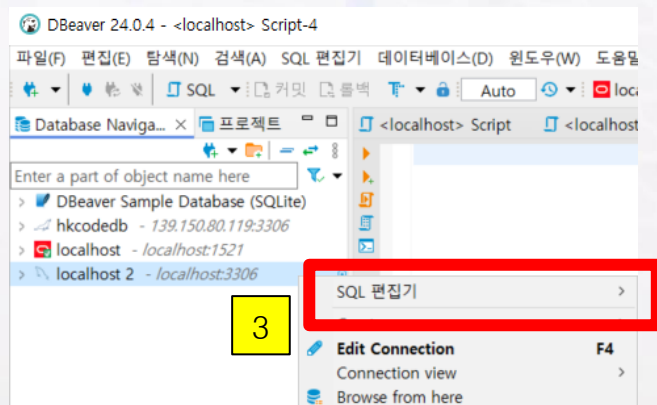 DBeaver 24.0.4 - <localhost> Script-4
파일(F) 편집(E) 탐색(N) 검색(A) SQL 편집기 데이터베이스(D) 윈도우(W) 도움말
SQL 커밋 롤백 Auto loca
Database Naviga... 프로젝트 <localhost> Script <localhost
Enter a part of object name here
DBeaver Sample Database (SQLite)
hkcodedb - 139.150.80.119:3306
localhost - localhost:1521
localhost 2 - localhost:3306
SQL 편집기
3
Edit Connection F4
Connection view
Browse from here